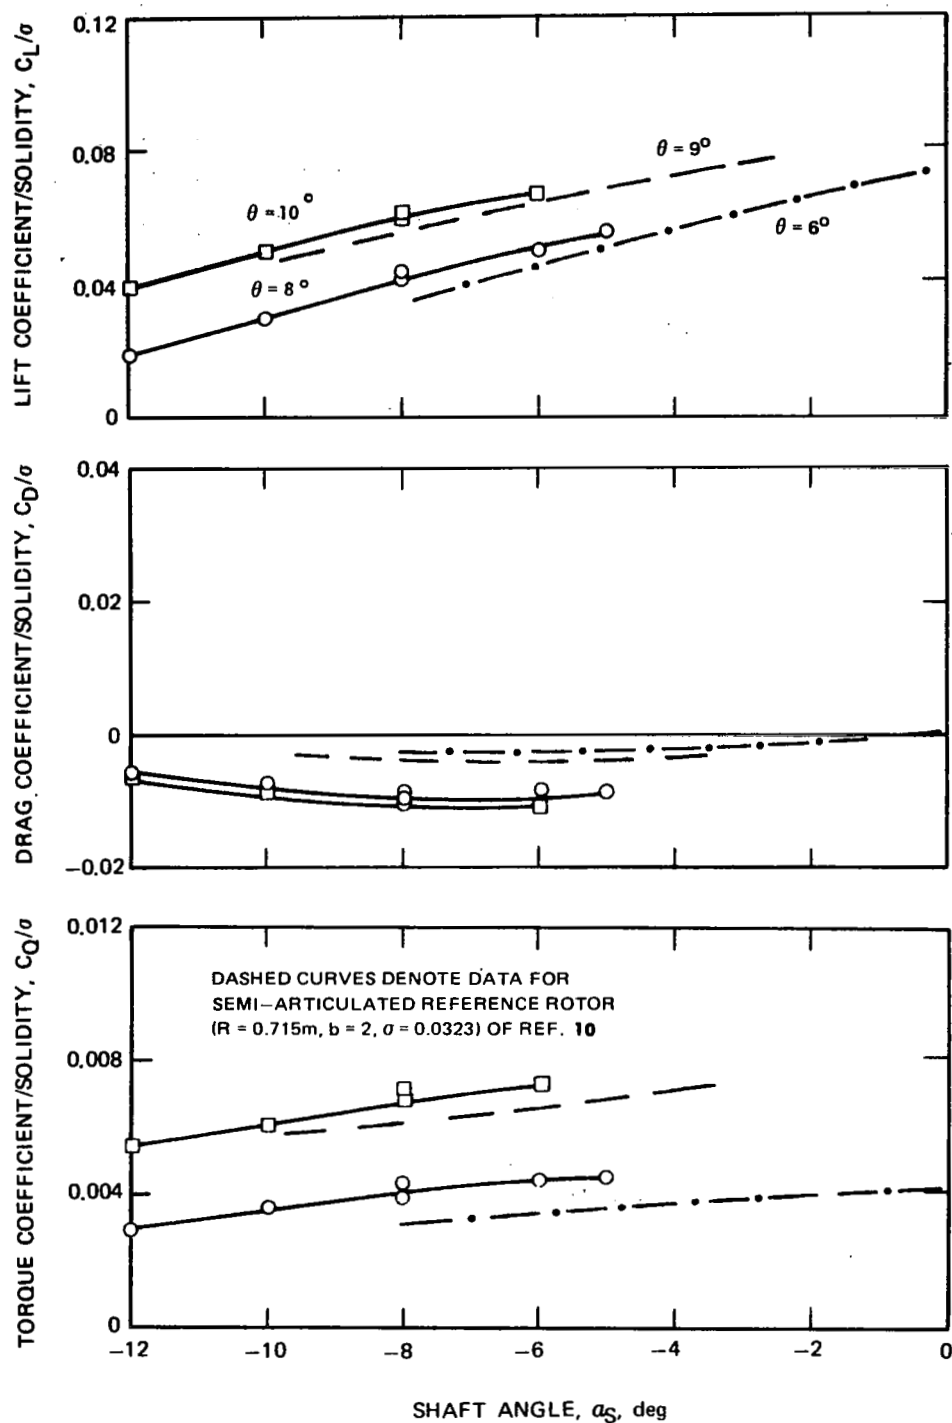 LIFT COEFFICIENT/SOLIDITY, C_L/σ
0.12
0.08
0.04
0
θ = 10°
θ = 9°
θ = 8°
θ = 6°
DRAG COEFFICIENT/SOLIDITY, C_D/σ
0.04
0.02
0
−0.02
TORQUE COEFFICIENT/SOLIDITY, C_Q/σ
0.012
0.008
0.004
0
DASHED CURVES DENOTE DATA FOR
SEMI−ARTICULATED REFERENCE ROTOR
(R = 0.715m, b = 2, σ = 0.0323) OF REF. 10
−12 −10 −8 −6 −4 −2 0
SHAFT ANGLE, α_S, deg